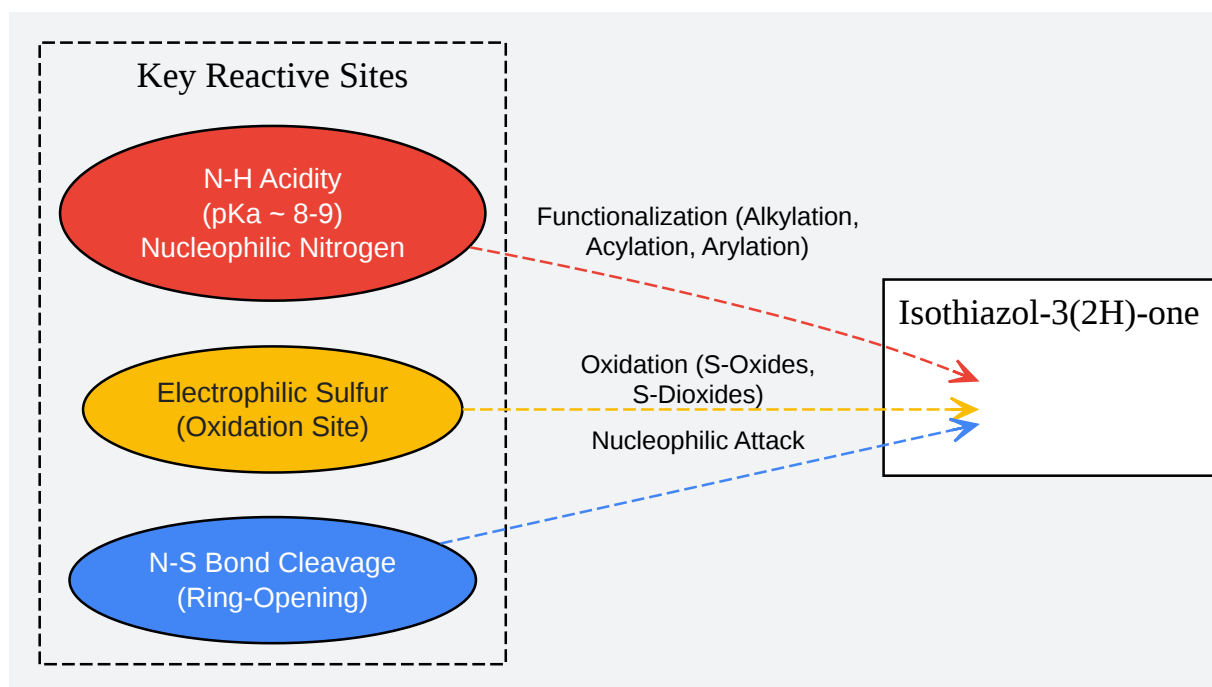 Key Reactive Sites
N-H Acidity
(pKa ~ 8-9)
Nucleophilic Nitrogen
Functionalization (Alkylation,
Acylation, Arylation)
Isothiazol-3(2H)-one
Electrophilic Sulfur
(Oxidation Site)
Oxidation (S-Oxides,
S-Dioxides)
Nucleophilic Attack
N-S Bond Cleavage
(Ring-Opening)